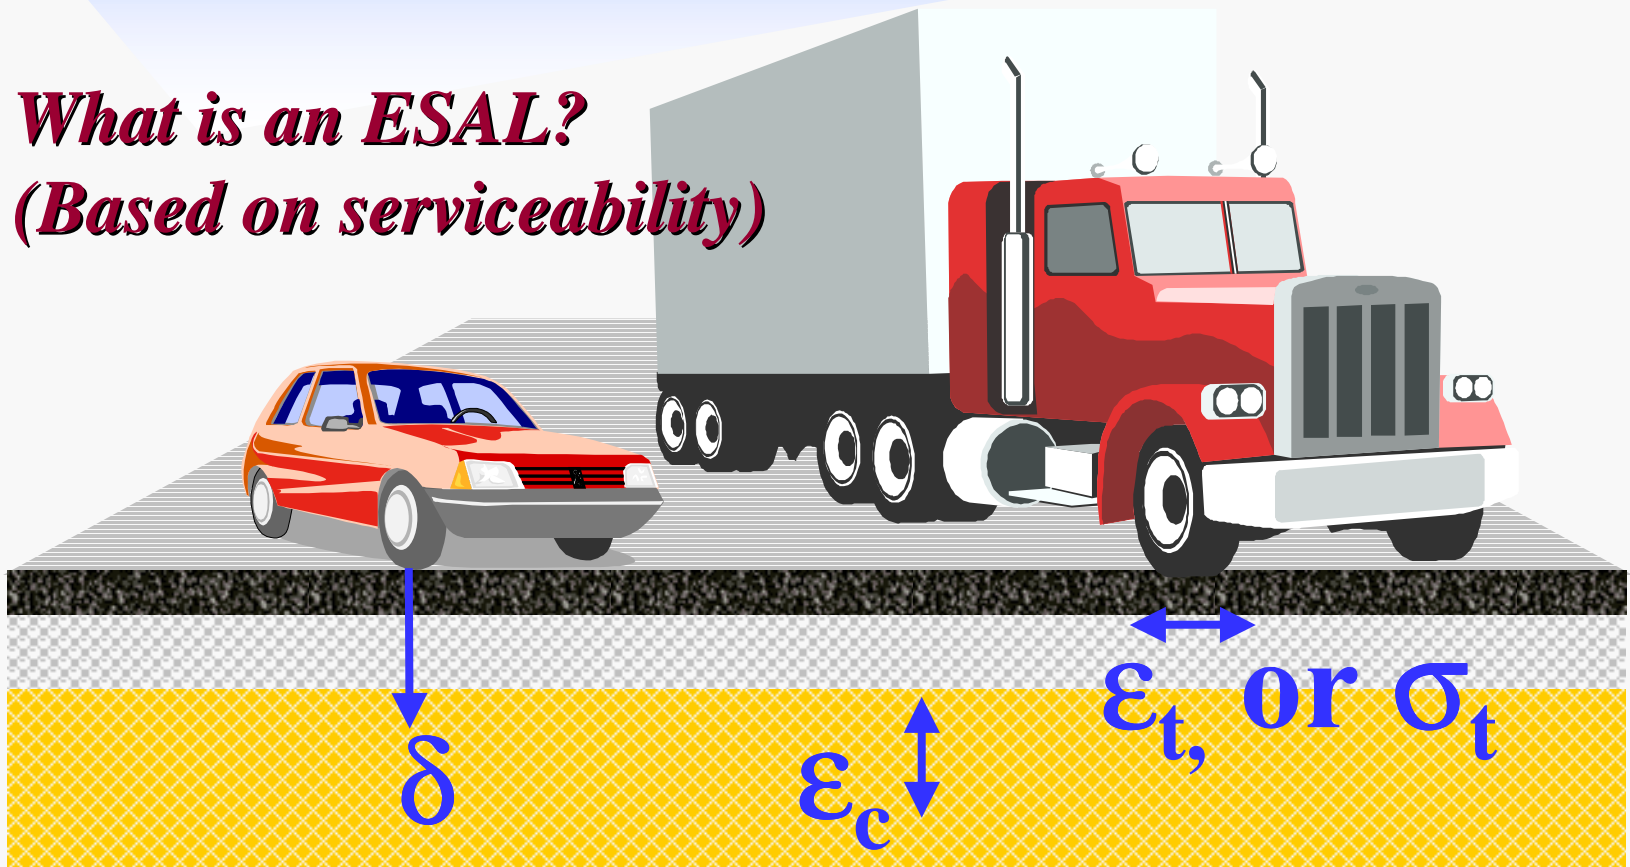 What is an ESAL?
(Based on serviceability)
εt, or σt
δ
εc